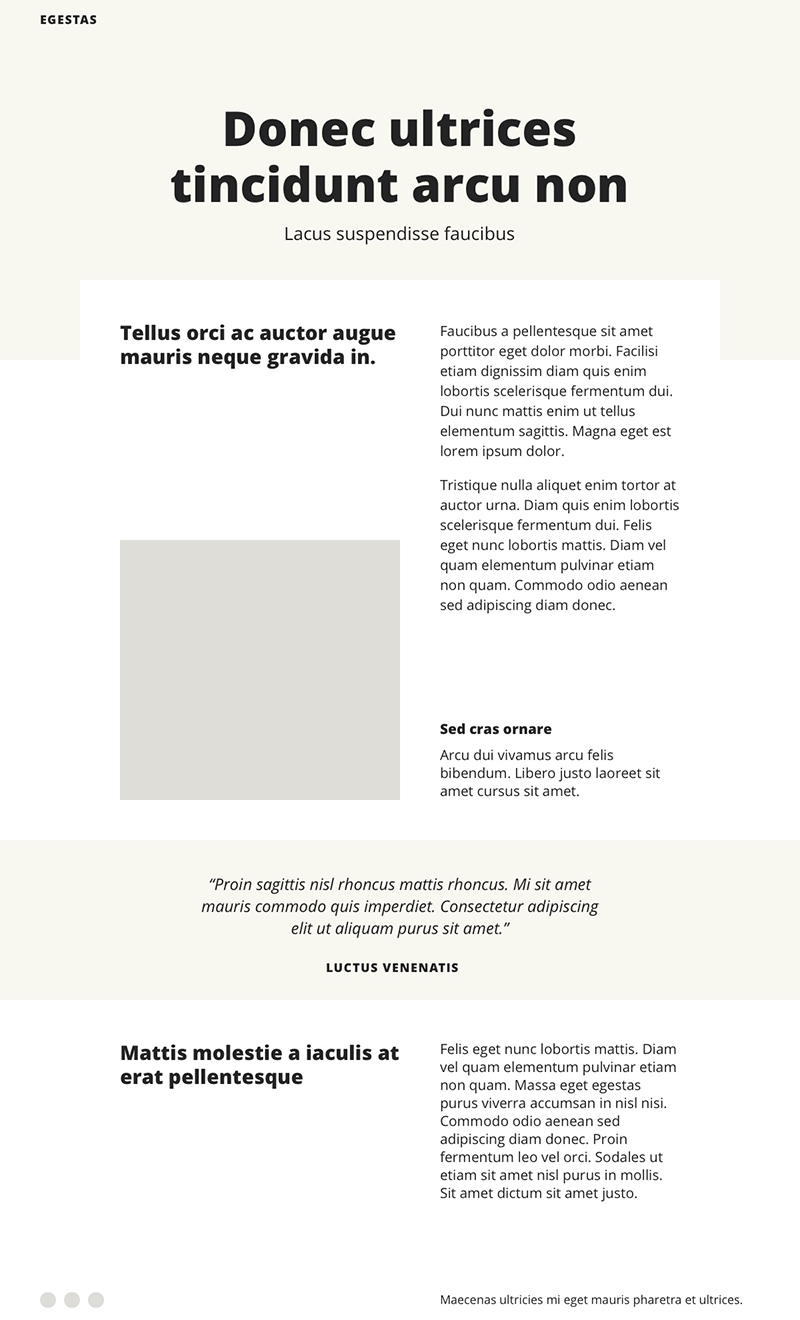 EGESTAS
Donec ultrices
tincidunt arcu non
Lacus suspendisse faucibus
Tellus orci ac auctor augue
mauris neque gravida in.
Faucibus a pellentesque sit amet
porttitor eget dolor morbi. Facilisi
etiam dignissim diam quis enim
lobortis scelerisque fermentum dui.
Dui nunc mattis enim ut tellus
elementum sagittis. Magna eget est
lorem ipsum dolor.
Tristique nulla aliquet enim tortor at
auctor urna. Diam quis enim lobortis
scelerisque fermentum dui. Felis
eget nunc lobortis mattis. Diam vel
quam elementum pulvinar etiam
non quam. Commodo odio aenean
sed adipiscing diam donec.
Sed cras ornare
Arcu dui vivamus arcu felis
bibendum. Libero justo laoreet sit
amet cursus sit amet.
“Proin sagittis nisl rhoncus mattis rhoncus. Mi sit amet
mauris commodo quis imperdiet. Consectetur adipiscing
elit ut aliquam purus sit amet.”
LUCTUS VENENATIS
Mattis molestie a iaculis at
erat pellentesque
Felis eget nunc lobortis mattis. Diam
vel quam elementum pulvinar etiam
non quam. Massa eget egestas
purus viverra accumsan in nisl nisi.
Commodo odio aenean sed
adipiscing diam donec. Proin
fermentum leo vel orci. Sodales ut
etiam sit amet nisl purus in mollis.
Sit amet dictum sit amet justo.
Maecenas ultricies mi eget mauris pharetra et ultrices.